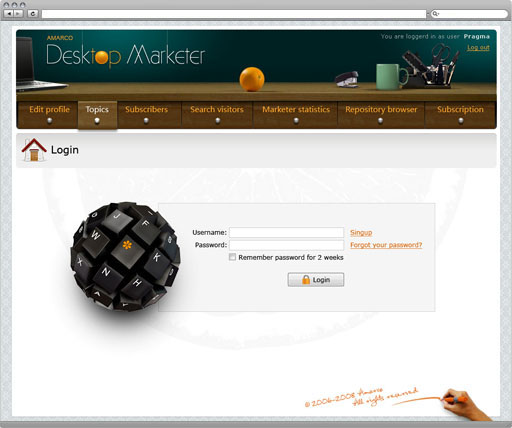 AMARCO
Desktop Marketer
You are loggerd in as user Pragma
Log out
Edit profile Topics Subscribers Search visitors Marketer statistics Repository browser Subscription
Login
J F
W
N
H
K
Username: Singup
Password: Forgot your password?
Remember password for 2 weeks
Login
© 2006-2008 Amarco
All rights reserved